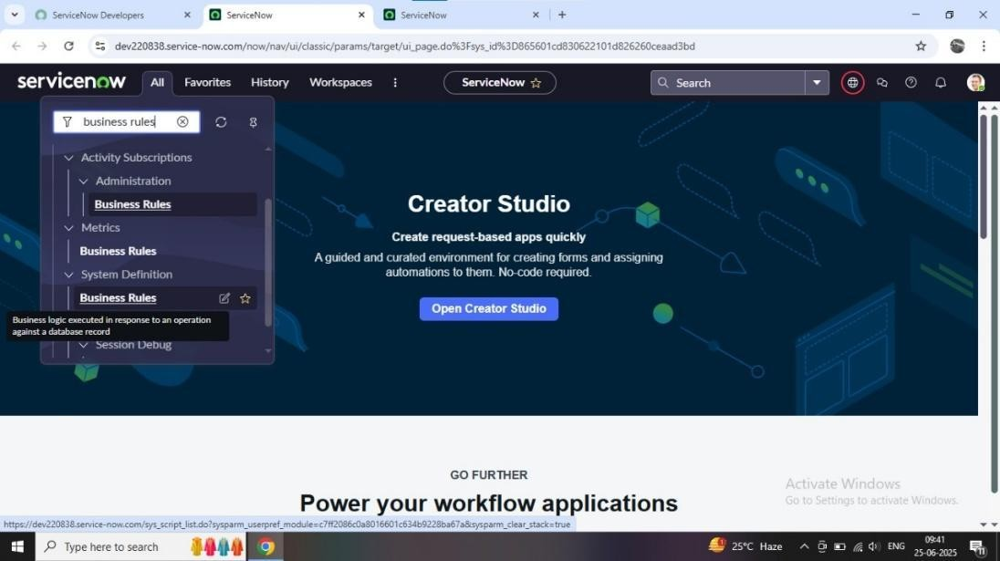 ServiceNow Developers
ServiceNow
ServiceNow
dev220838.service-now.com/now/nav/ui/classic/params/target/ui_page.do%3Fsys_id%3D865601cd830622101d826260ceaad3bd
servicenow
All
Favorites
History
Workspaces
ServiceNow
Search
business rules
Activity Subscriptions
Administration
Business Rules
Metrics
Business Rules
System Definition
Business Rules
Business logic executed in response to an operation
against a database record
Session Debug
Creator Studio
Create request-based apps quickly
A guided and curated environment for creating forms and assigning
automations to them. No-code required.
Open Creator Studio
GO FURTHER
Power your workflow applications
Activate Windows
Go to Settings to activate Windows.
https://dev220838.service-now.com/sys_script_list.do?sysparm_userpref_module=c7ff2086c0a8016601c634b9228ba67a&sysparm_clear_stack=true
Type here to search
1
25°C Haze
ENG
09:41
25-06-2025
11